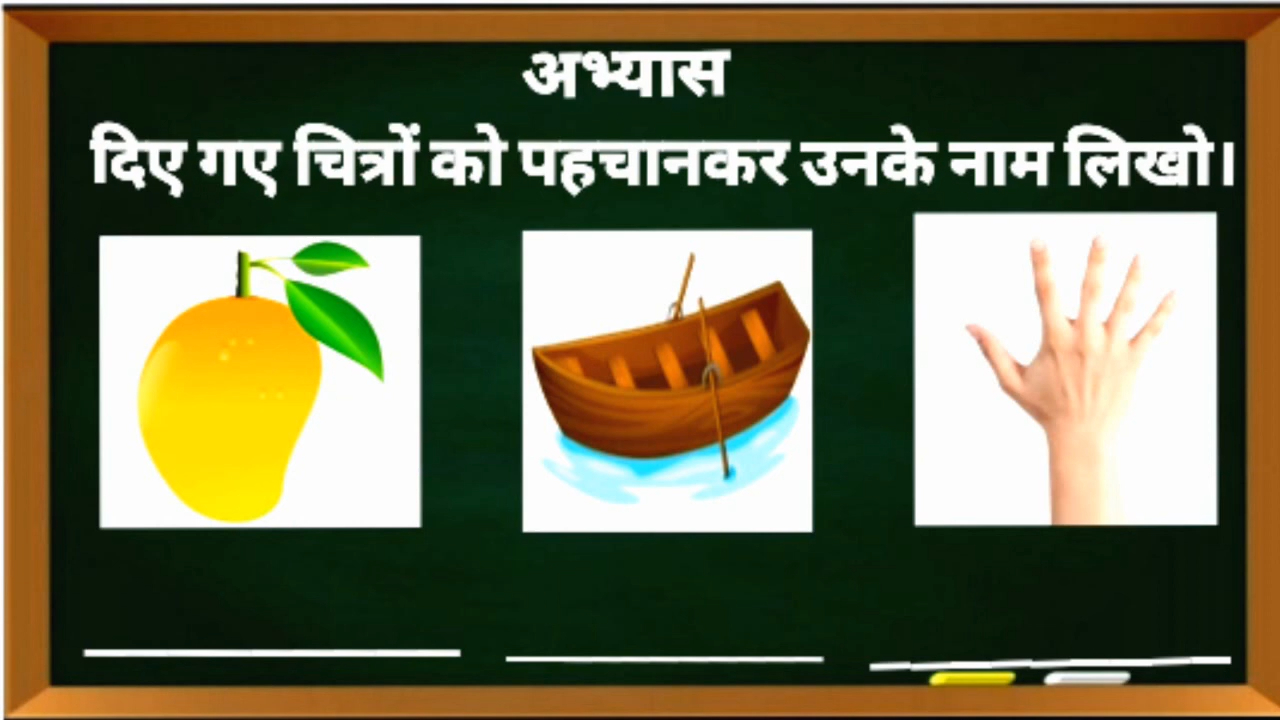 अभ्यास
दिए गए चित्रों को पहचानकर उनके नाम लिखो।